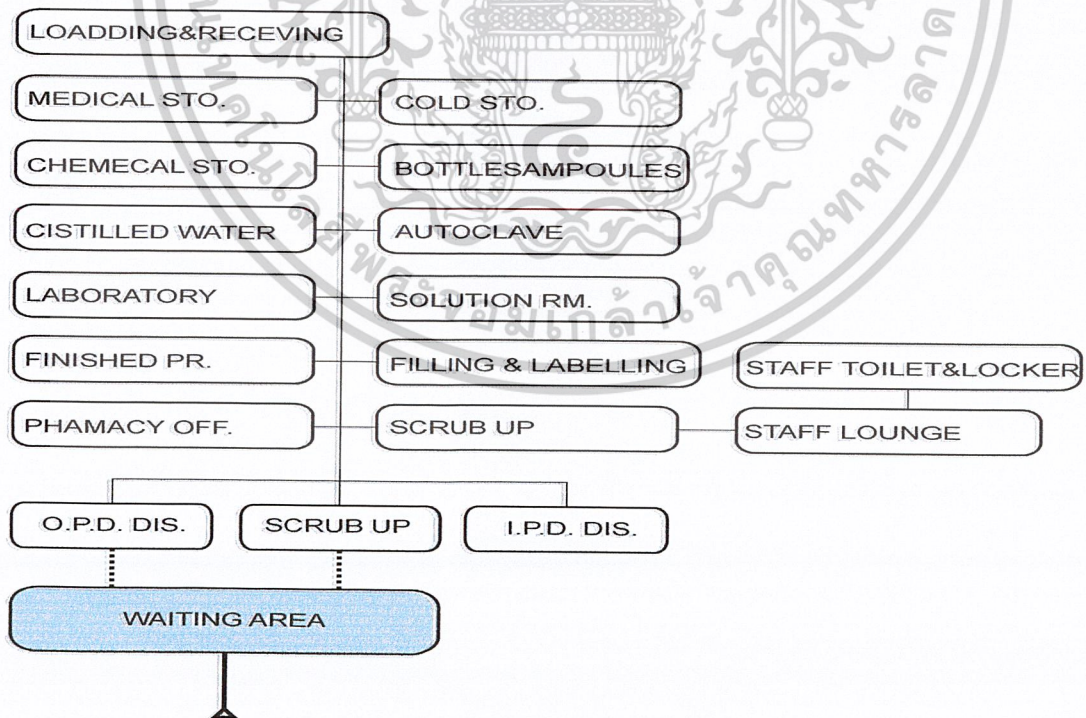 LOADDING&RECEVING
MEDICAL STO.
COLD STO.
CHEMECAL STO.
BOTTLESAMPOULES
CISTILLED WATER
AUTOCLAVE
LABORATORY
SOLUTION RM.
FINISHED PR.
FILLING & LABELLING
STAFF TOILET&LOCKER
PHAMACY OFF.
SCRUB UP
STAFF LOUNGE
O.P.D. DIS.
SCRUB UP
I.P.D. DIS.
WAITING AREA